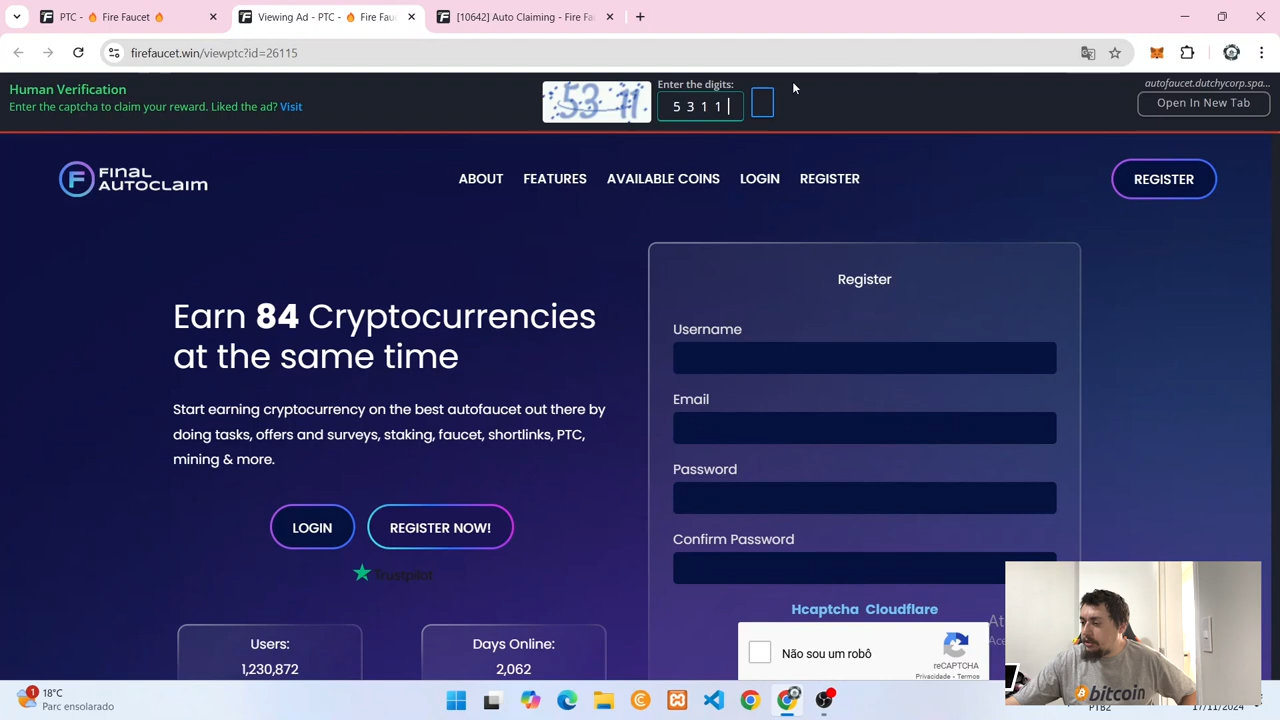 PTC - 🔥 Fire Faucet 🔥
Viewing Ad - PTC - 🔥 Fire Fauc
[10642] Auto Claiming - Fire Fa
firefaucet.win/viewptc?id=26115
Human Verification
Enter the captcha to claim your reward. Liked the ad? Visit
53 11
Enter the digits:
5 3 1 1
autofaucet.dutchycorp.spa...
Open In New Tab
F FINAL AUTOCLAIM
ABOUT FEATURES AVAILABLE COINS LOGIN REGISTER
REGISTER
Earn 84 Cryptocurrencies
at the same time
Start earning cryptocurrency on the best autofaucet out there by
doing tasks, offers and surveys, staking, faucet, shortlinks, PTC,
mining & more.
LOGIN
REGISTER NOW!
Trustpilot
Users:
1,230,872
Days Online:
2,062
Register
Username
Email
Password
Confirm Password
Hcaptcha Cloudflare
Não sou um robô
reCAPTCHA
Privacidade - Termos
bitcoin
1
18°C
Parc ensolarado
PTB2
17/11/2024